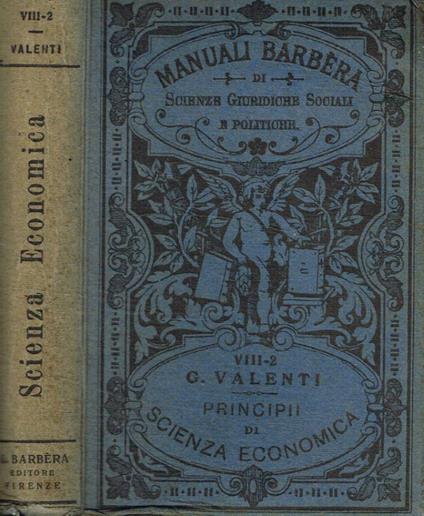 VIII-2
VALENTI
Scienza Economica
BARBÈRA
EDITORE
FIRENZE
MANUALI BARBÈRA
DI
SCIENZE GIURIDICHE SOCIALI
E POLITICHE.
VIII-2
G. VALENTI
PRINCIPII
DI
SCIENZA ECONOMICA